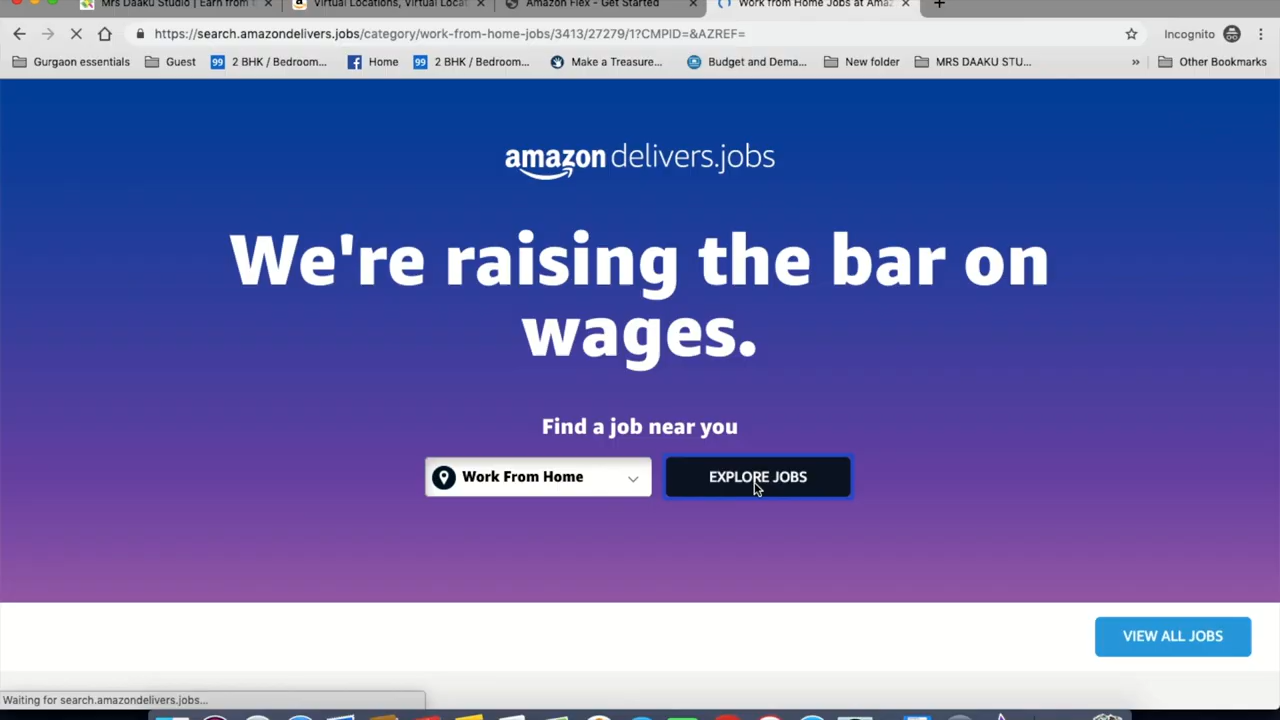 Mrs Daaku Studio | Earn from t
Virtual Locations, Virtual Locat
Amazon Flex - Get Started
Work from Home Jobs at Amaz
https://search.amazondelivers.jobs/category/work-from-home-jobs/3413/27279/1?CMPID=&AZREF=
Incognito
Gurgaon essentials
Guest
99 2 BHK / Bedroom...
Home
99 2 BHK / Bedroom...
Make a Treasure...
Budget and Dema...
New folder
MRS DAAKU STU...
»
Other Bookmarks
amazon delivers.jobs
We're raising the bar on
wages.
Find a job near you
Work From Home
EXPLORE JOBS
VIEW ALL JOBS
Waiting for search.amazondelivers.jobs...